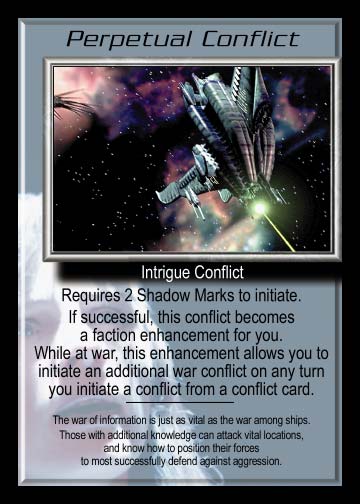 Perpetual Conflict
Intrigue Conflict
Requires 2 Shadow Marks to initiate.
If successful, this conflict becomes
a faction enhancement for you.
While at war, this enhancement allows you to
initiate an additional war conflict on any turn
you initiate a conflict from a conflict card.
The war of information is just as vital as the war among ships.
Those with additional knowledge can attack vital locations,
and know how to position their forces
to most successfully defend against aggression.